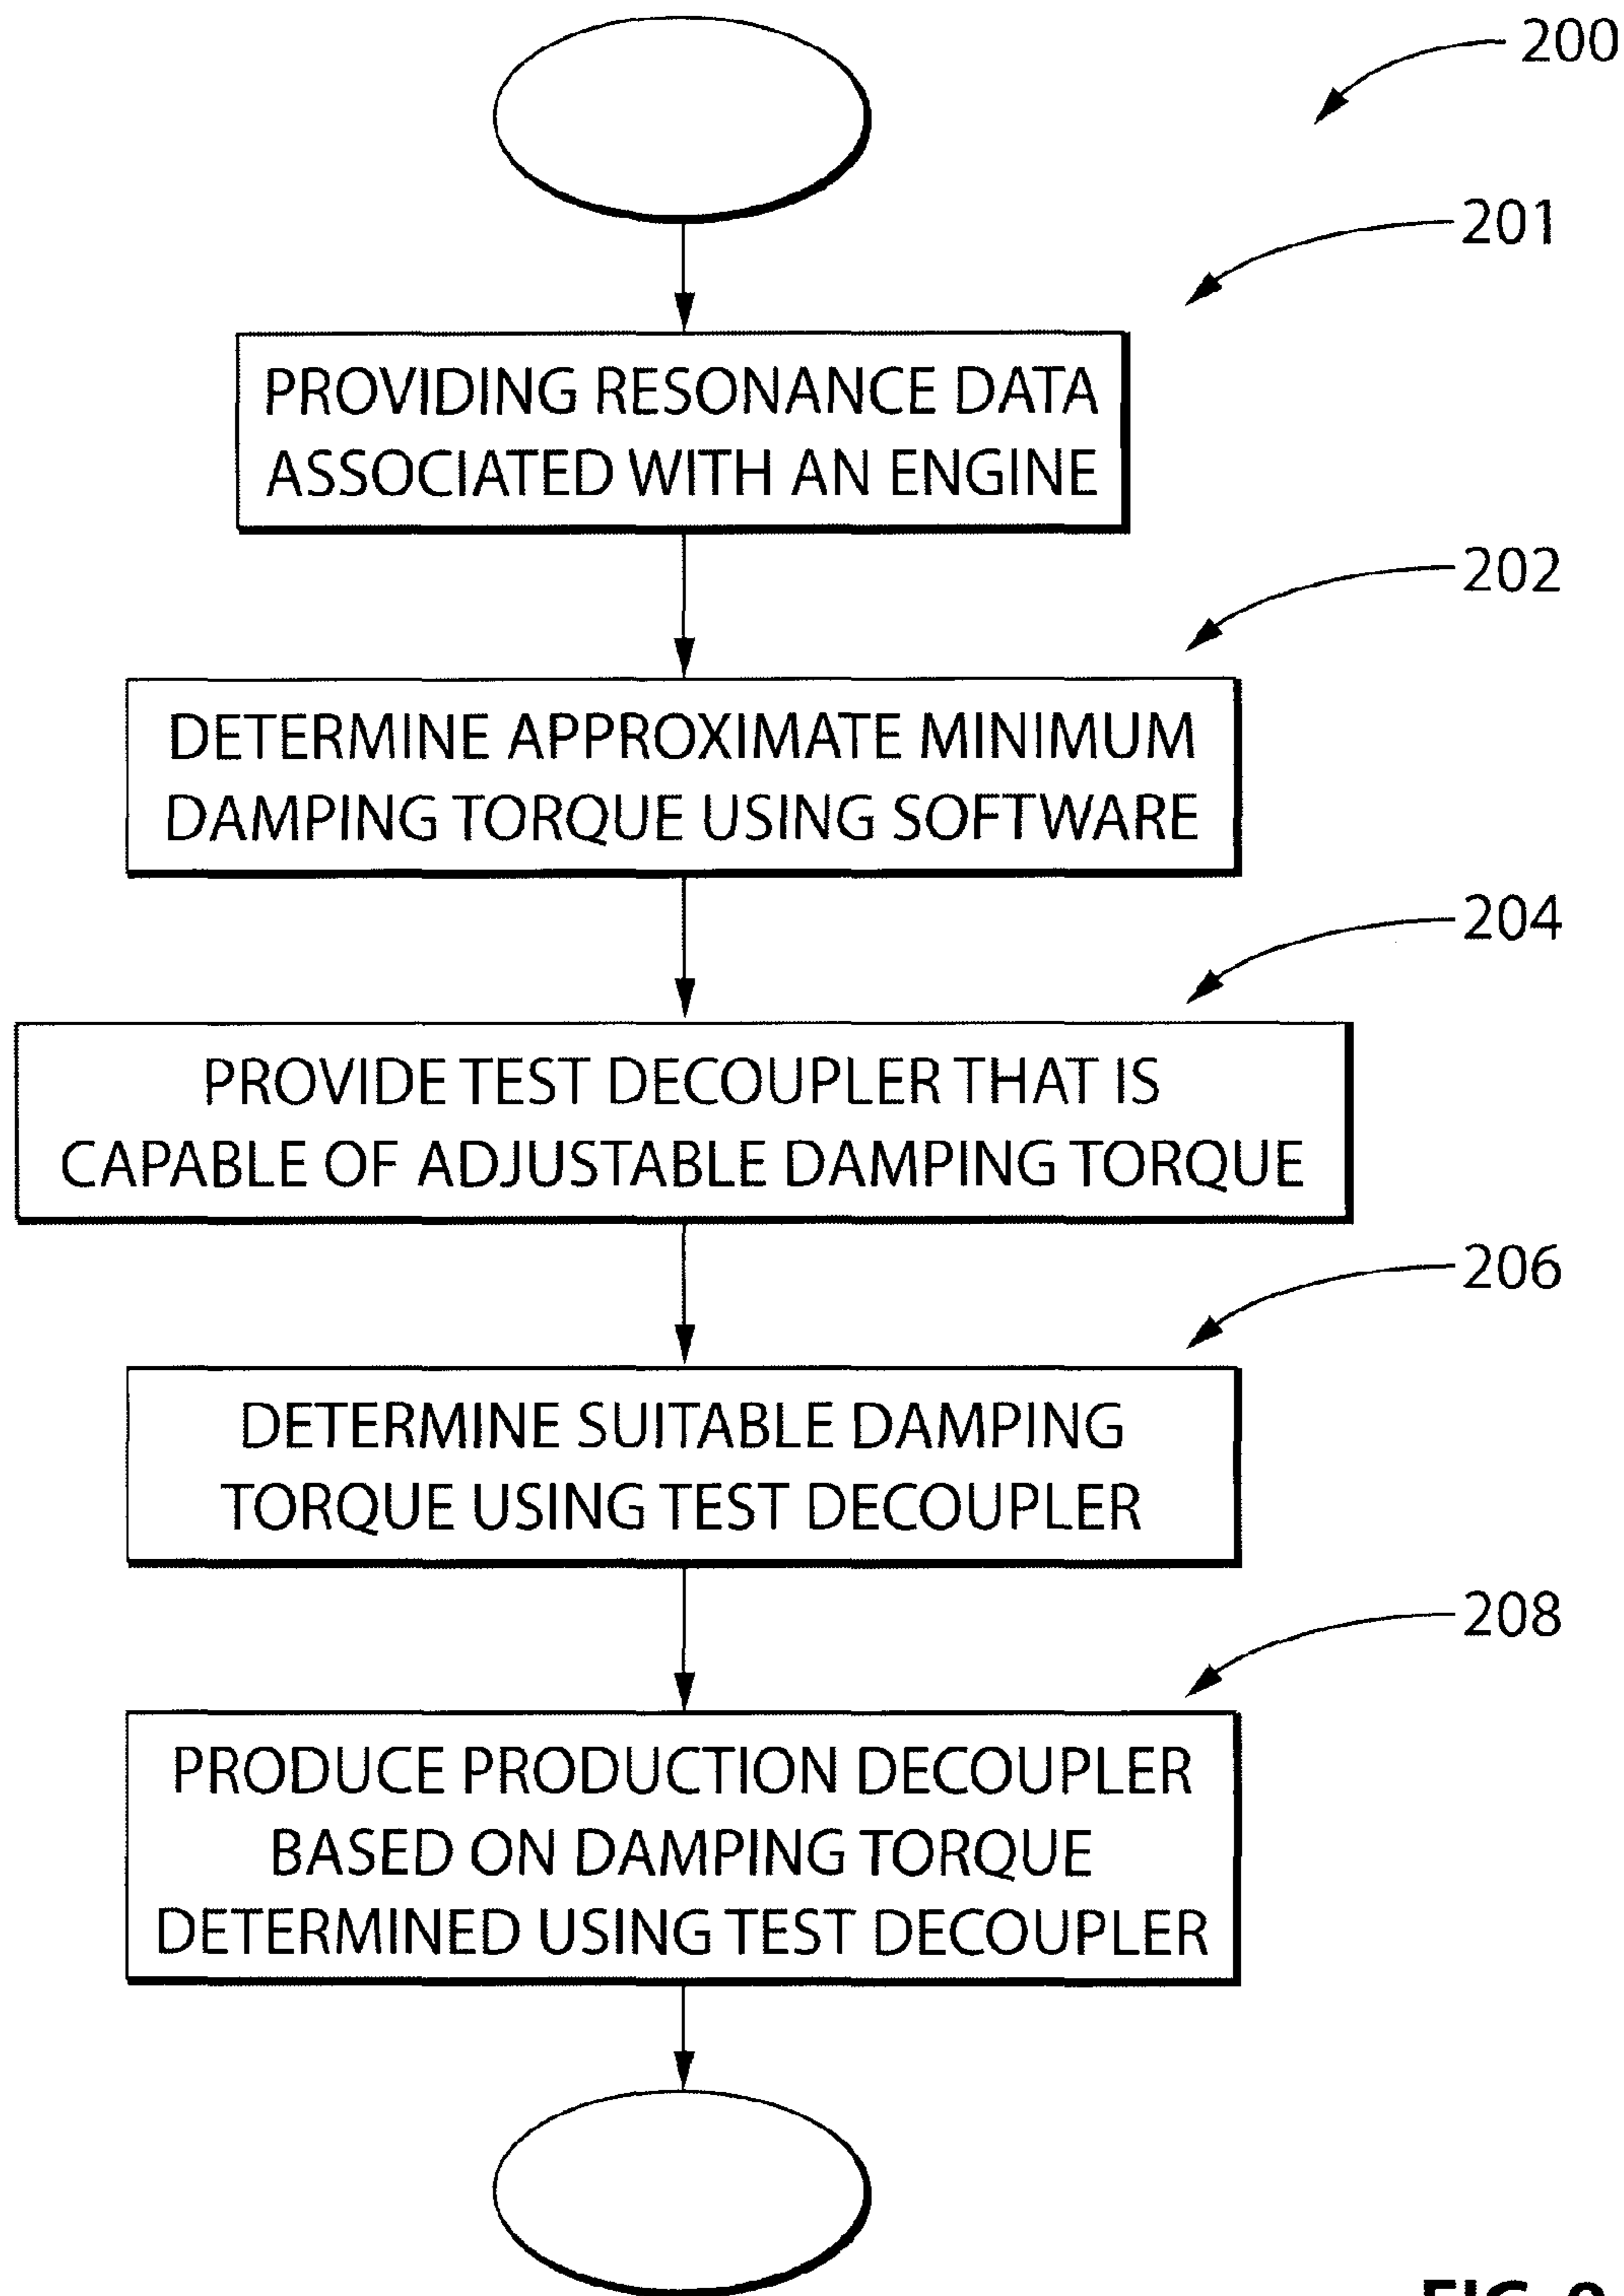 200
201
PROVIDING RESONANCE DATA
ASSOCIATED WITH AN ENGINE
202
DETERMINE APPROXIMATE MINIMUM
DAMPING TORQUE USING SOFTWARE
204
PROVIDE TEST DECOUPLER THAT IS
CAPABLE OF ADJUSTABLE DAMPING TORQUE
206
DETERMINE SUITABLE DAMPING
TORQUE USING TEST DECOUPLER
208
PRODUCE PRODUCTION DECOUPLER
BASED ON DAMPING TORQUE
DETERMINED USING TEST DECOUPLER